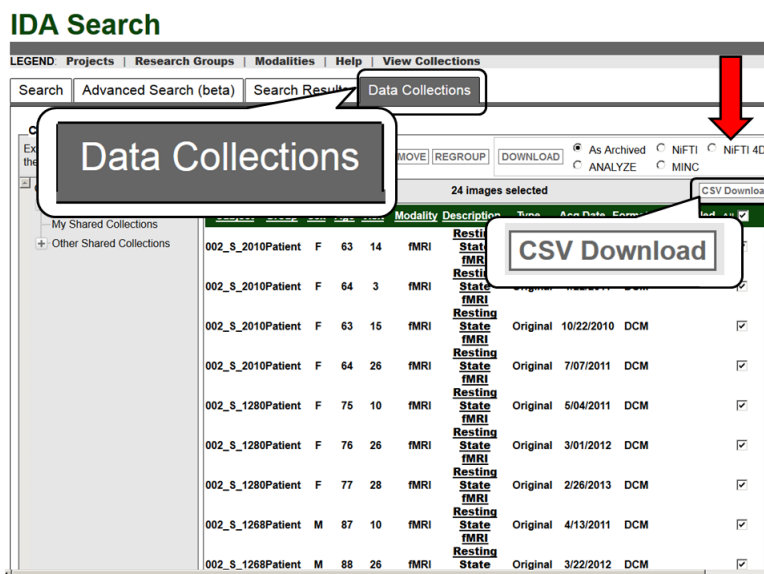 IDA Search
LEGEND: Projects | Research Groups | Modalities | Help | View Collections
Search Advanced Search (beta) Search Results Data Collections
Data Collections
MOVE REGROUP DOWNLOAD As Archived NiFTI NiFTI 4D
ANALYZE MINC
24 images selected CSV Downloa
Modality Description Type Acq Date All
CSV Download
My Shared Collections
Other Shared Collections
002_S_2010Patient F 63 14 fMRI Resting State fMRI
002_S_2010Patient F 64 3 fMRI Resting State fMRI Original
002_S_2010Patient F 63 15 fMRI Resting State fMRI Original 10/22/2010 DCM
002_S_2010Patient F 64 26 fMRI Resting State fMRI Original 7/07/2011 DCM
002_S_1280Patient F 75 10 fMRI Resting State fMRI Original 5/04/2011 DCM
002_S_1280Patient F 76 26 fMRI Resting State fMRI Original 3/01/2012 DCM
002_S_1280Patient F 77 28 fMRI Resting State fMRI Original 2/26/2013 DCM
002_S_1268Patient M 87 10 fMRI Resting State fMRI Original 4/13/2011 DCM
002_S_1268Patient M 88 26 fMRI Resting State Original 3/22/2012 DCM